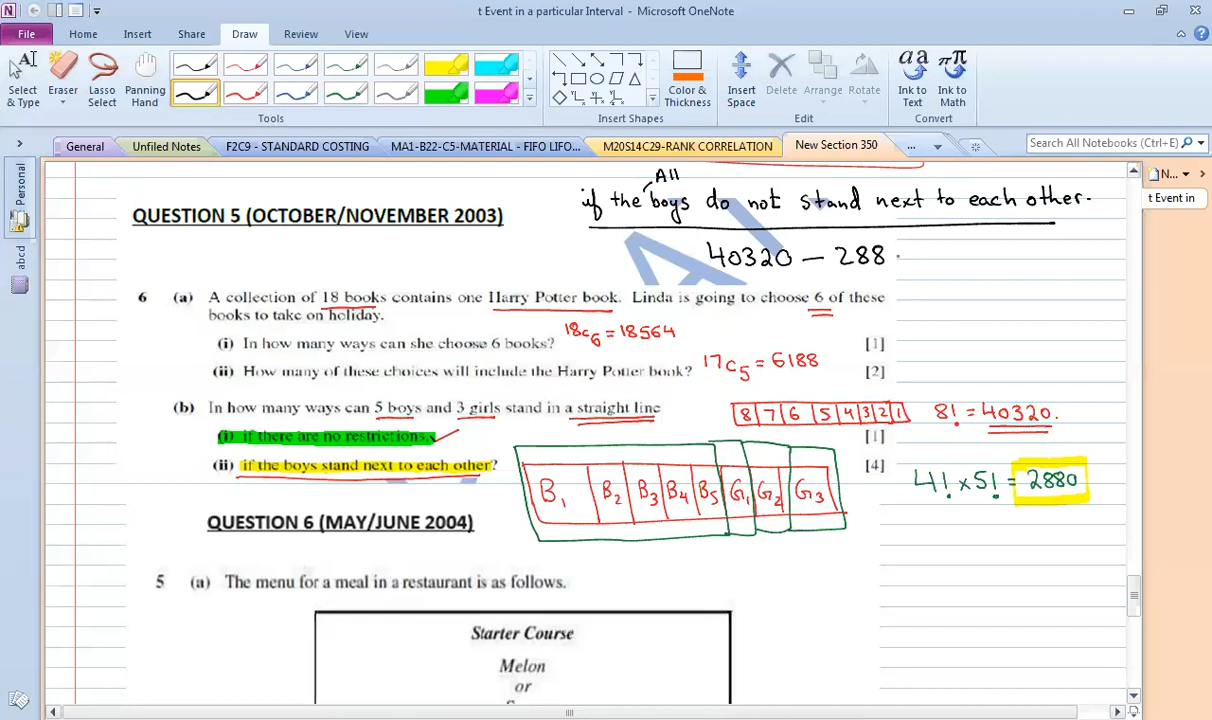 t Event in a particular Interval - Microsoft OneNote
File Home Insert Share Draw Review View
Select & Type
Eraser
Lasso Select
Panning Hand
Color & Thickness
Insert Space
Delete
Arrange
Rotate
Ink to Text
Ink to Math
Tools Insert Shapes Edit Convert
General Unfiled Notes F2C9 - STANDARD COSTING MA1-B22-C5-MATERIAL - FIFO LIFO... M20S14C29-RANK CORRELATION New Section 350 ... Search All Notebooks (Ctrl+E)
Personal
abcd
N...
t Event in
All
if the boys do not stand next to each other.
QUESTION 5 (OCTOBER/NOVEMBER 2003)
40320 — 288
6 (a) A collection of 18 books contains one Harry Potter book. Linda is going to choose 6 of these
books to take on holiday.
18C6 = 18564
(i) In how many ways can she choose 6 books? [1]
17C5 = 6188
(ii) How many of these choices will include the Harry Potter book? [2]
(b) In how many ways can 5 boys and 3 girls stand in a straight line
8 7 6 5 4 3 2 1 8! = 40320.
(i) if there are no restrictions, [1]
(ii) if the boys stand next to each other? [4]
B1 B2 B3 B4 B5 G1 G2 G3
4! × 5! = 2880
QUESTION 6 (MAY/JUNE 2004)
5 (a) The menu for a meal in a restaurant is as follows.
Starter Course
Melon
or